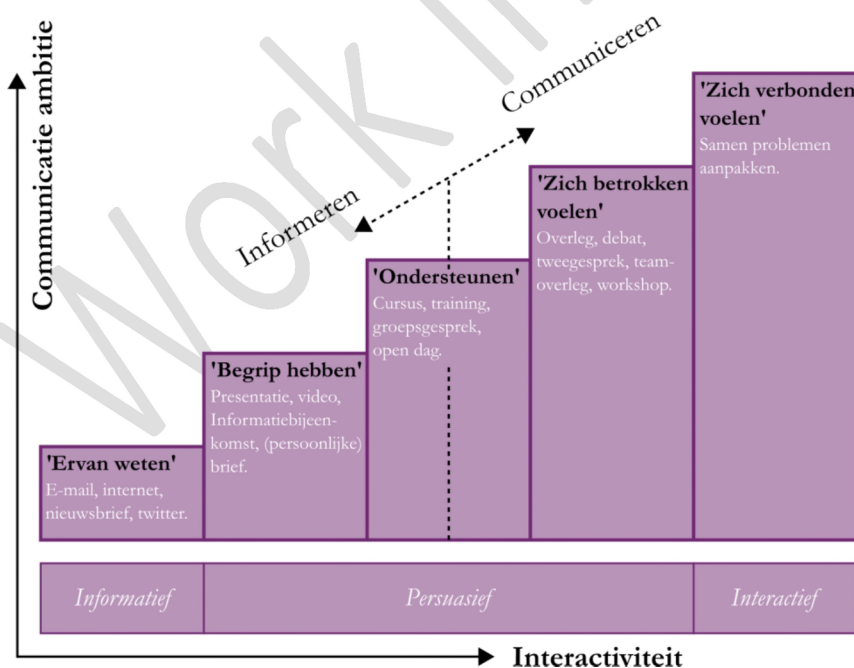 Communicatie ambitie
Work In
Informeren
Communiceren
'Ervan weten'
E-mail, internet,
nieuwsbrief, twitter.
'Begrip hebben'
Presentatie, video,
Informatiebijeen-
komst, (persoonlijke)
brief.
'Ondersteunen'
Cursus, training,
groepsgesprek,
open dag.
'Zich betrokken
voelen'
Overleg, debat,
tweegesprek, team-
overleg, workshop.
'Zich verbonden
voelen'
Samen problemen
aanpakken.
Informatief
Persuasief
Interactief
Interactiviteit